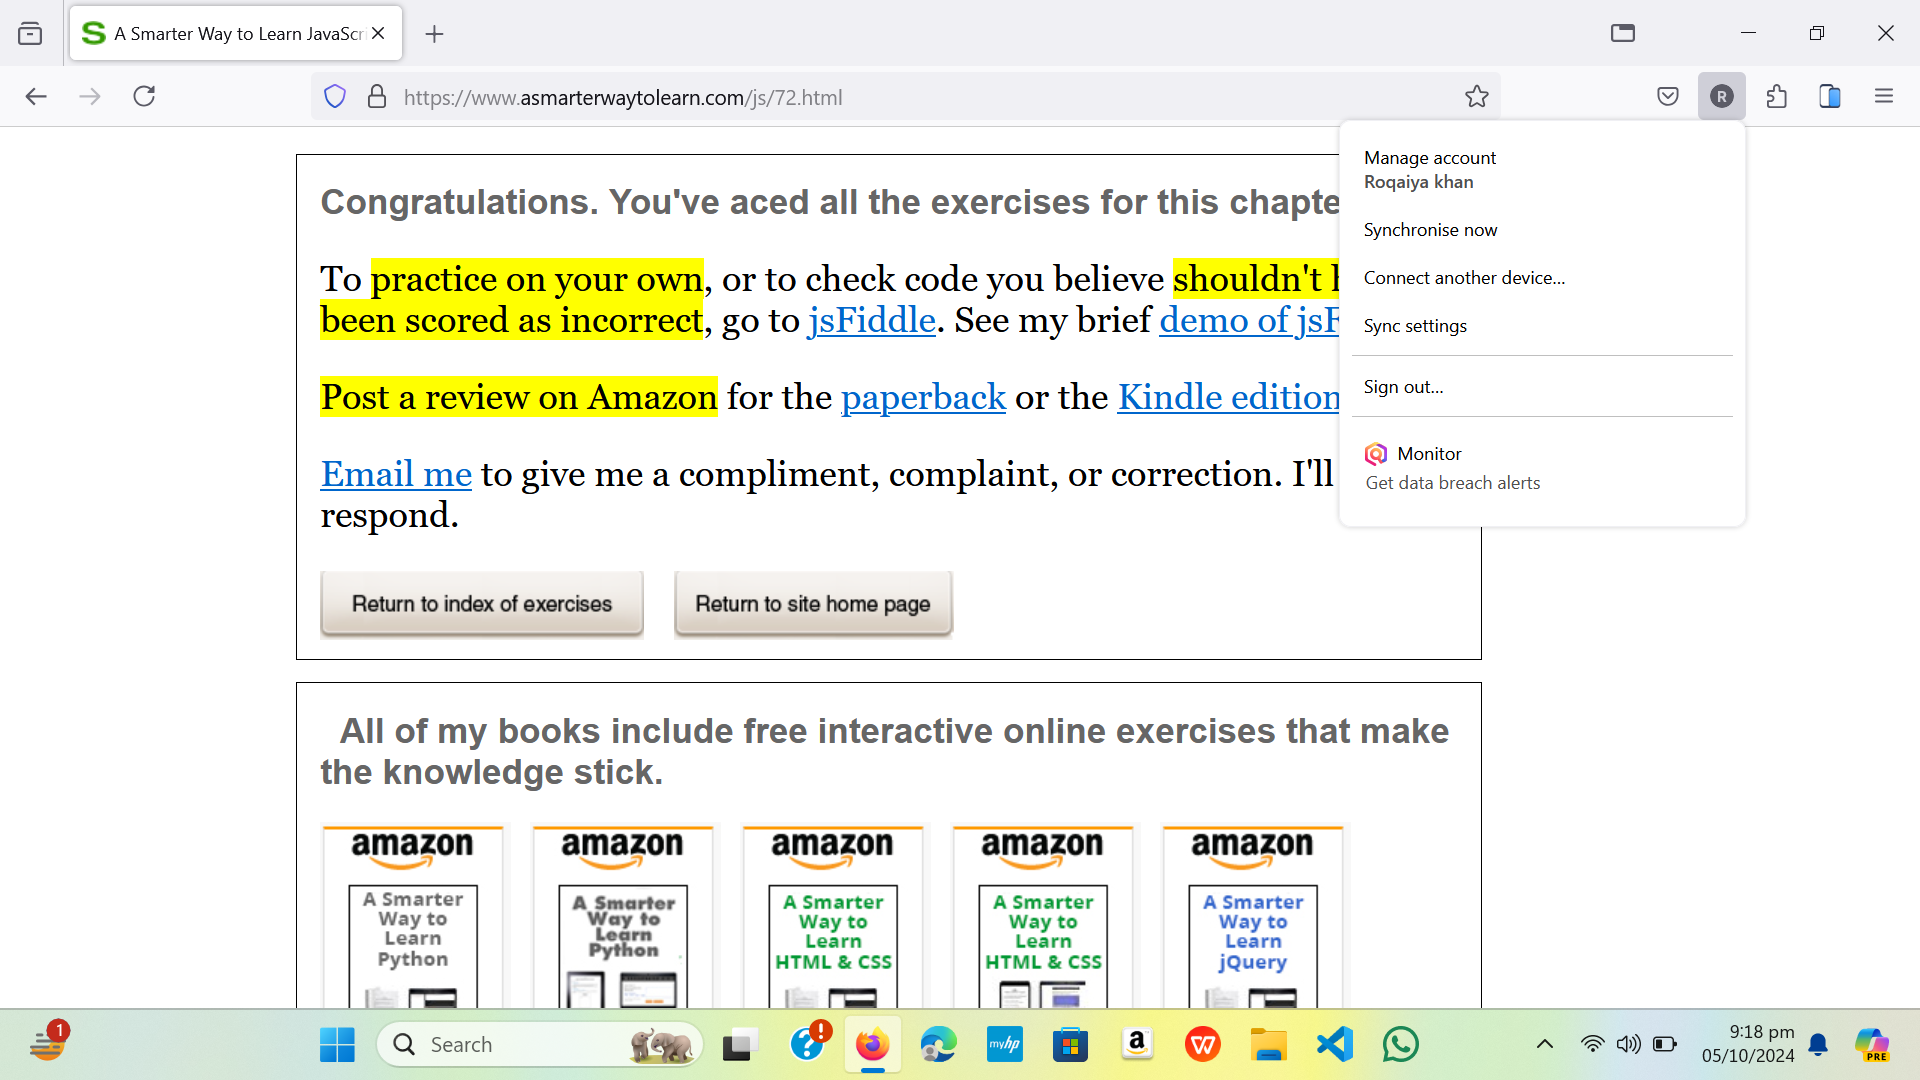 A Smarter Way to Learn JavaScri
https://www.asmarterwaytolearn.com/js/72.html
R
Manage account
Roqaiya khan
Synchronise now
Connect another device...
Sync settings
Sign out...
Monitor
Get data breach alerts
Congratulations. You've aced all the exercises for this chapte
To practice on your own, or to check code you believe shouldn't
been scored as incorrect, go to jsFiddle. See my brief demo of jsF
Post a review on Amazon for the paperback or the Kindle edition
Email me to give me a compliment, complaint, or correction. I'll
respond.
Return to index of exercises
Return to site home page
All of my books include free interactive online exercises that make
the knowledge stick.
amazon amazon amazon amazon amazon
A Smarter
Way to
Learn
Python
A Smarter
Way to
Learn
Python
A Smarter
Way to
Learn
HTML & CSS
A Smarter
Way to
Learn
HTML & CSS
A Smarter
Way to
Learn
jQuery
1
Search
myhp
a
W
9:18 pm
05/10/2024
PRE